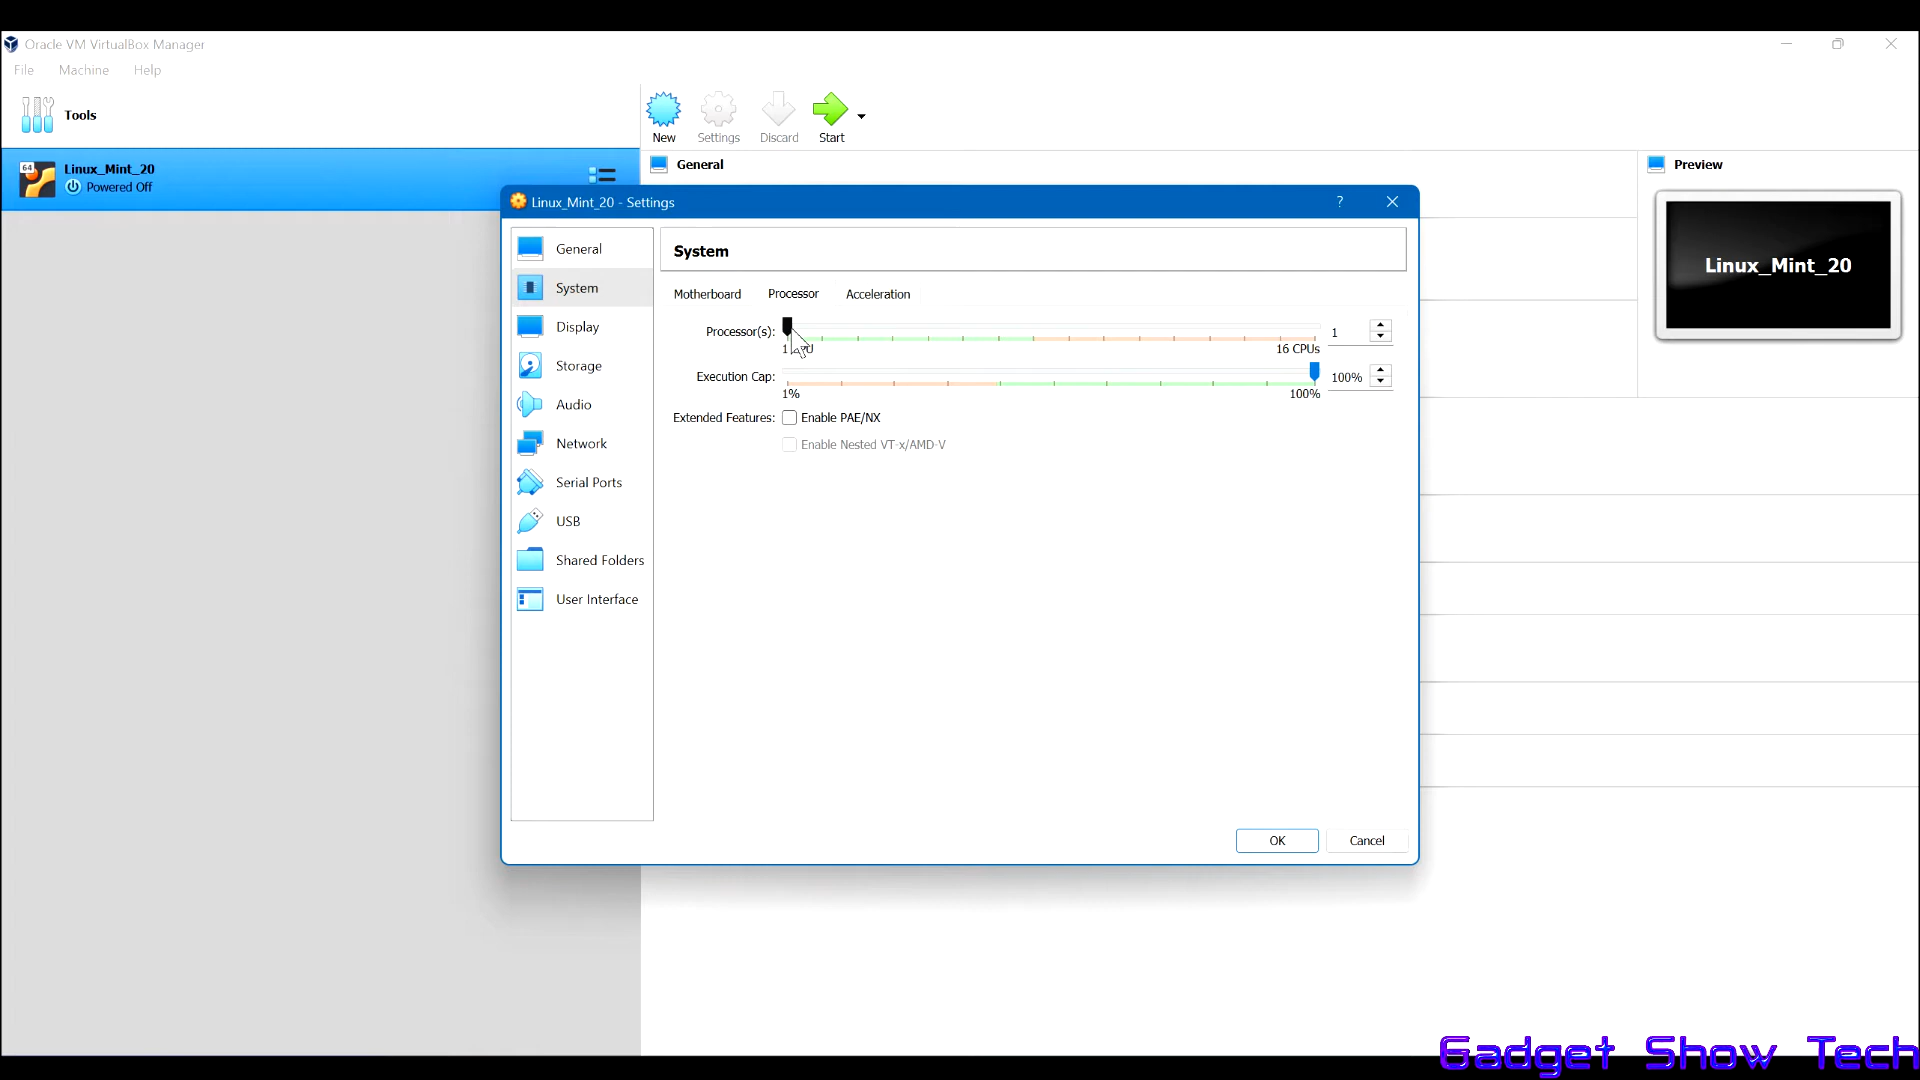 Oracle VM VirtualBox Manager
File Machine Help
Tools
New Settings Discard Start
64 Linux_Mint_20
Powered Off
General
Preview
Linux_Mint_20
Linux_Mint_20 - Settings
?
General
System
Display
Storage
Audio
Network
Serial Ports
USB
Shared Folders
User Interface
System
Motherboard Processor Acceleration
Processor(s): 1
16 CPUs
Execution Cap: 100%
1% 100%
Extended Features: Enable PAE/NX
Enable Nested VT-x/AMD-V
OK Cancel
Gadget Show Tech